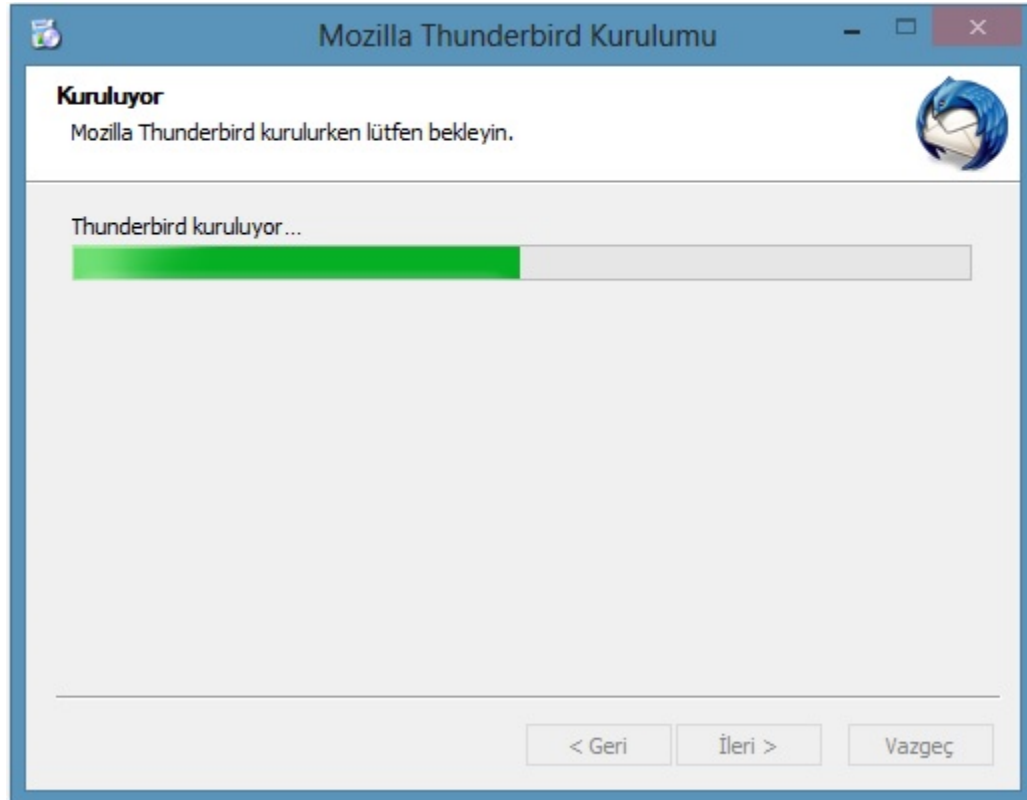 Mozilla Thunderbird Kurulumu
Kuruluyor
Mozilla Thunderbird kurulurken lütfen bekleyin.
Thunderbird kuruluyor...
< Geri
İleri >
Vazgeç